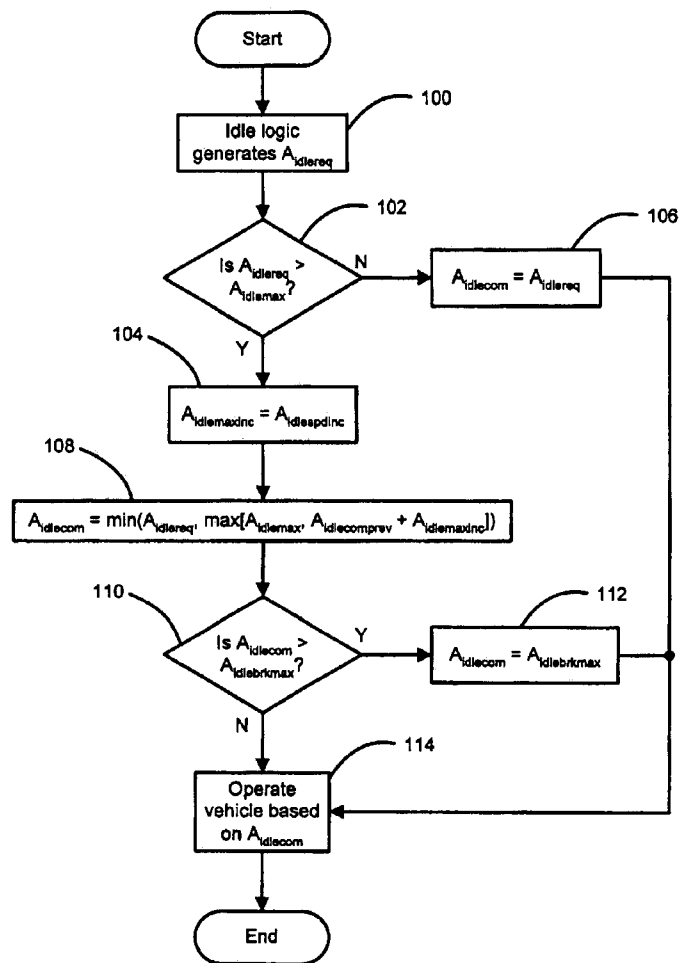 Start
100
Idle logic
generates A_idlereq
102
106
Is A_idlereq >
A_idlemax?
N
A_idlecom = A_idlereq
Y
104
A_idlemaxinc = A_idlespdinc
108
A_idlecom = min(A_idlereq, max[A_idlemax, A_idlecomprev + A_idlemaxinc])
110
112
Is A_idlecom >
A_idlebrkmax?
Y
A_idlecom = A_idlebrkmax
N
114
Operate
vehicle based
on A_idlecom
End